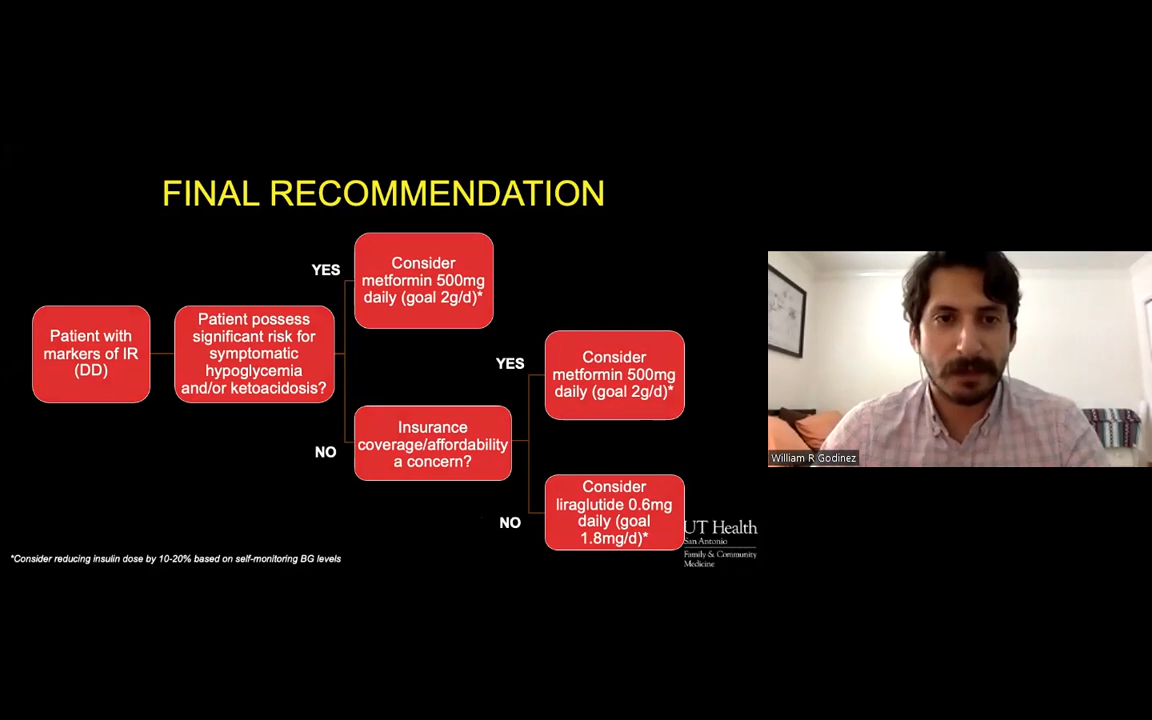 FINAL RECOMMENDATION
YES
Consider
metformin 500mg
daily (goal 2g/d)*
Patient with
markers of IR
(DD)
Patient possess
significant risk for
symptomatic
hypoglycemia
and/or ketoacidosis?
YES
Consider
metformin 500mg
daily (goal 2g/d)*
NO
Insurance
coverage/affordability
a concern?
NO
Consider
liraglutide 0.6mg
daily (goal
1.8mg/d)*
UT Health
San Antonio
Family & Community
Medicine
*Consider reducing insulin dose by 10-20% based on self-monitoring BG levels
William R Godinez